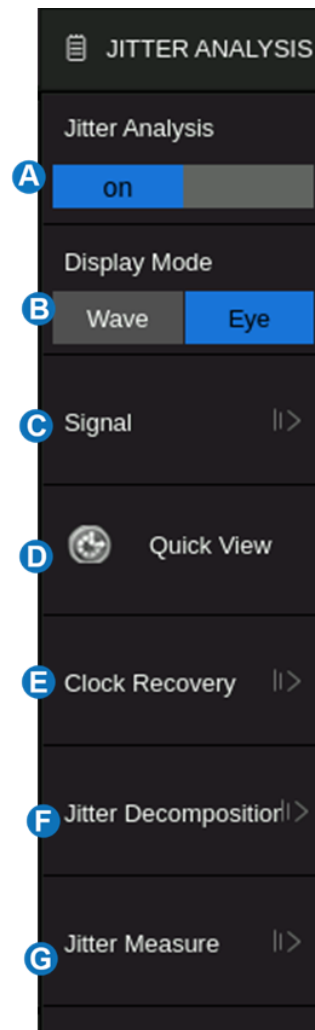 JITTER ANALYSIS
Jitter Analysis
A
on
Display Mode
B
Wave Eye
C Signal
D Quick View
E Clock Recovery
F Jitter Decomposition
G Jitter Measure